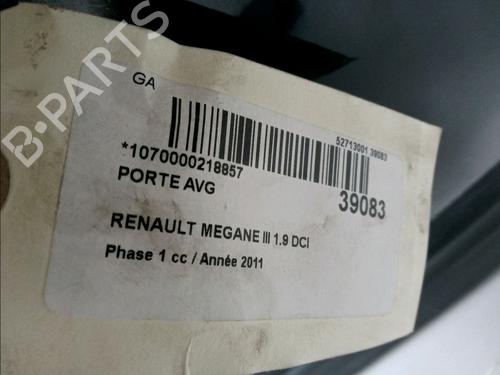 GA
52713001 39083
*1070000218857
39083
PORTE AVG
RENAULT MEGANE III 1.9 DCI
Phase 1 cc / Année 2011
B-PARTS